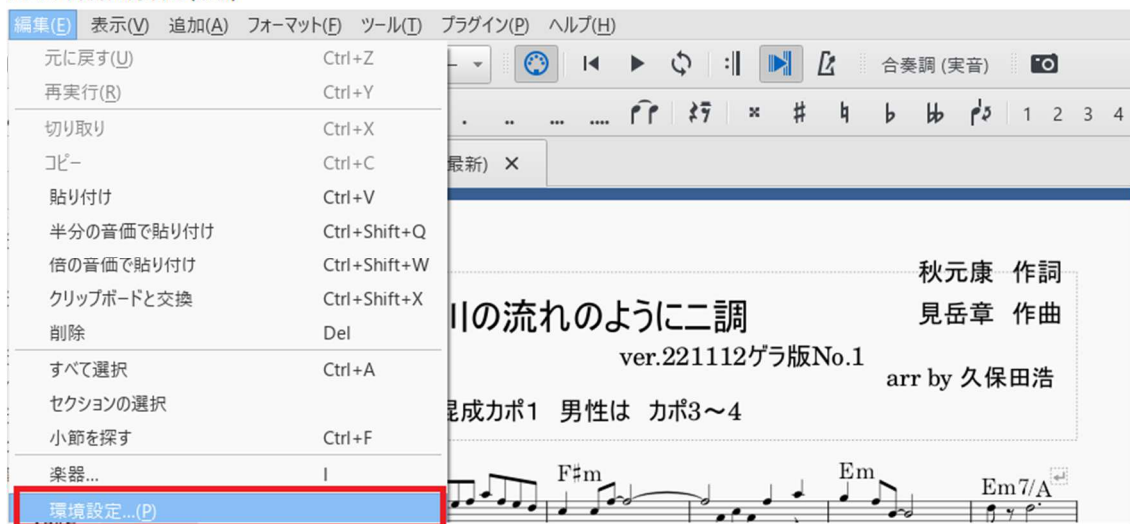 編集(E) 表示(V) 追加(A) フォーマット(F) ツール(T) プラグイン(P) ヘルプ(H)
元に戻す(U) Ctrl+Z
再実行(R) Ctrl+Y
合奏調 (実音)
切り取り Ctrl+X
1 2 3 4
コピー Ctrl+C
最新) ×
貼り付け Ctrl+V
半分の音価で貼り付け Ctrl+Shift+Q
倍の音価で貼り付け Ctrl+Shift+W
クリップボードと交換 Ctrl+Shift+X
削除 Del
すべて選択 Ctrl+A
セクションの選択
小節を探す Ctrl+F
楽器... I
環境設定...(P)
秋元康 作詞
川の流れのように二調
見岳章 作曲
ver.221112ゲラ版No.1
arr by 久保田浩
混成カポ1 男性は カポ3～4
F♯m Em Em7/A